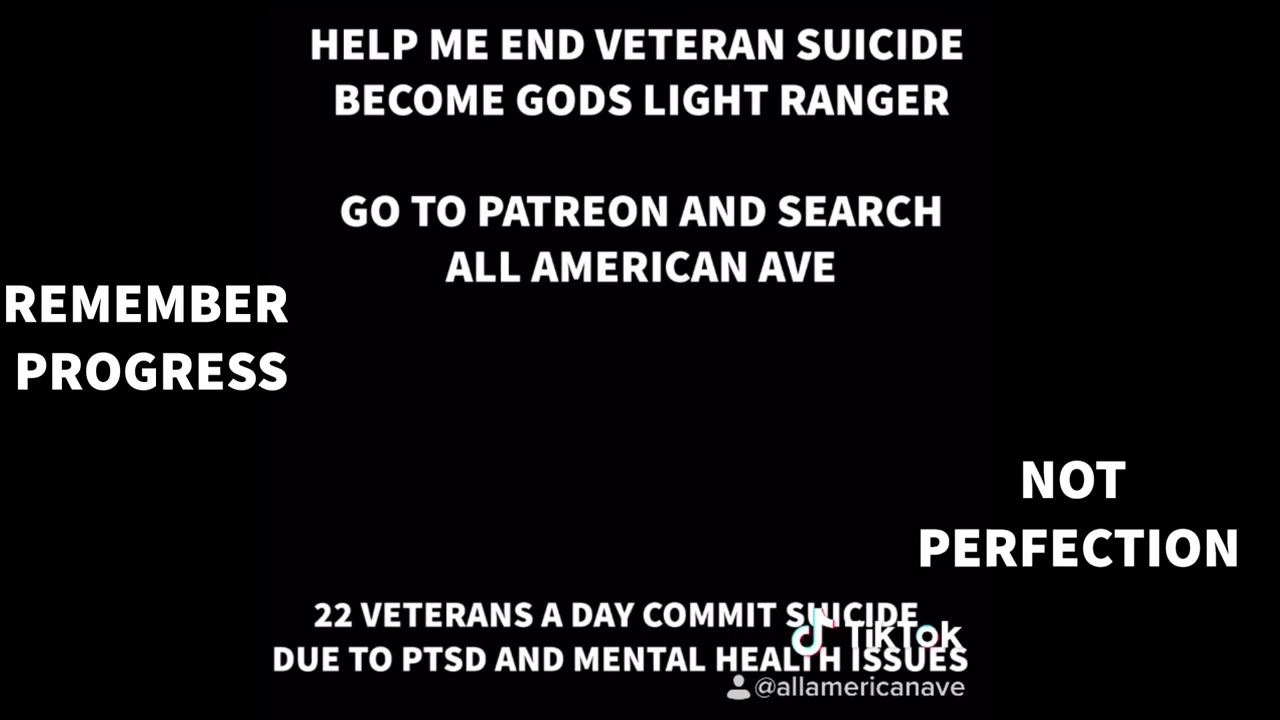 HELP ME END VETERAN SUICIDE
BECOME GODS LIGHT RANGER
GO TO PATREON AND SEARCH
ALL AMERICAN AVE
REMEMBER
PROGRESS
NOT
PERFECTION
22 VETERANS A DAY COMMIT SUICIDE
DUE TO PTSD AND MENTAL HEALTH ISSUES
TikTok
@allamericanave